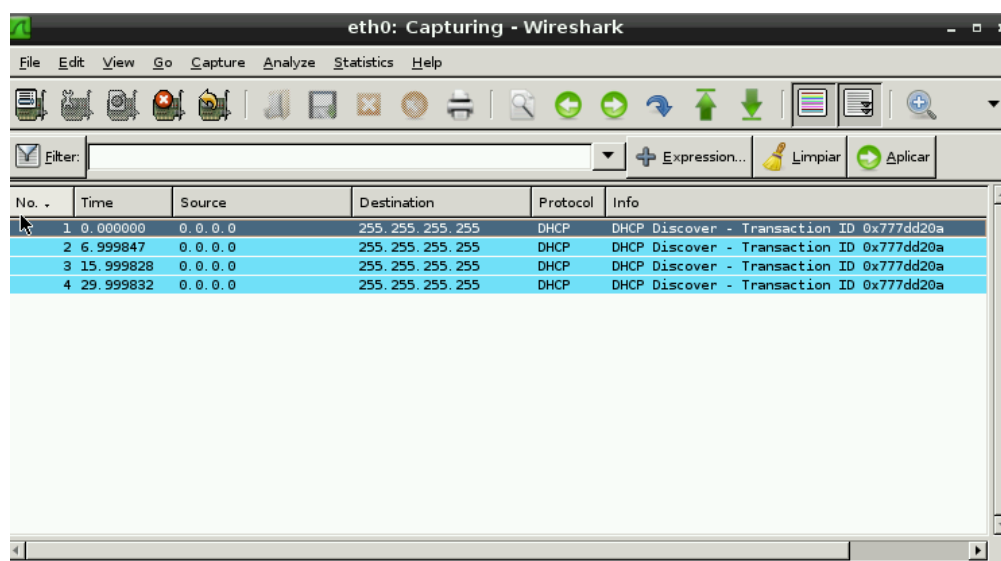 eth0: Capturing - Wireshark
File Edit View Go Capture Analyze Statistics Help
Filter: Expression... Limpiar Aplicar
No. Time Source Destination Protocol Info
1 0.000000 0.0.0.0 255.255.255.255 DHCP DHCP Discover - Transaction ID 0x777dd20a
2 6.999847 0.0.0.0 255.255.255.255 DHCP DHCP Discover - Transaction ID 0x777dd20a
3 15.999828 0.0.0.0 255.255.255.255 DHCP DHCP Discover - Transaction ID 0x777dd20a
4 29.999832 0.0.0.0 255.255.255.255 DHCP DHCP Discover - Transaction ID 0x777dd20a